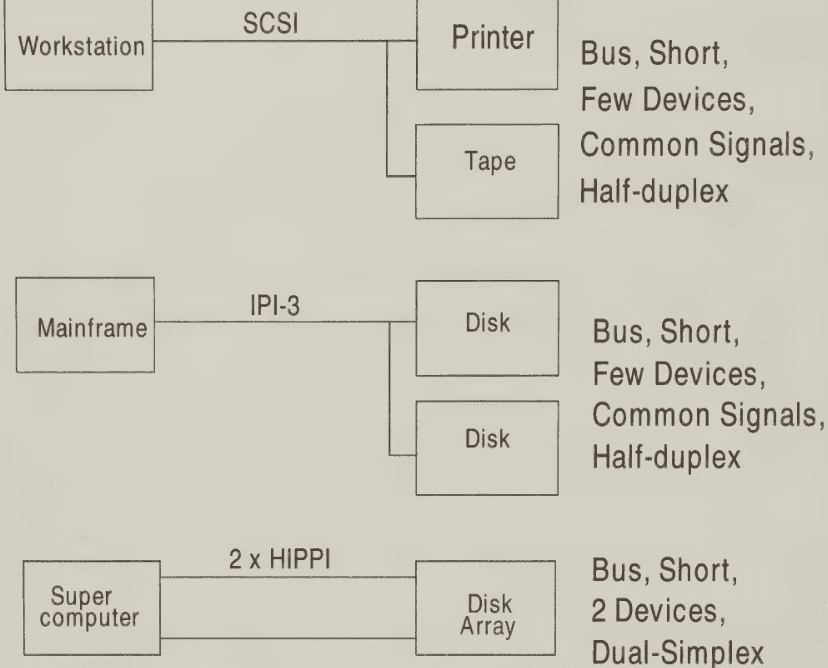 Workstation
SCSI
Printer
Tape
Bus, Short,
Few Devices,
Common Signals,
Half-duplex
Mainframe
IPI-3
Disk
Disk
Bus, Short,
Few Devices,
Common Signals,
Half-duplex
Super
computer
2 x HIPPI
Disk
Array
Bus, Short,
2 Devices,
Dual-Simplex